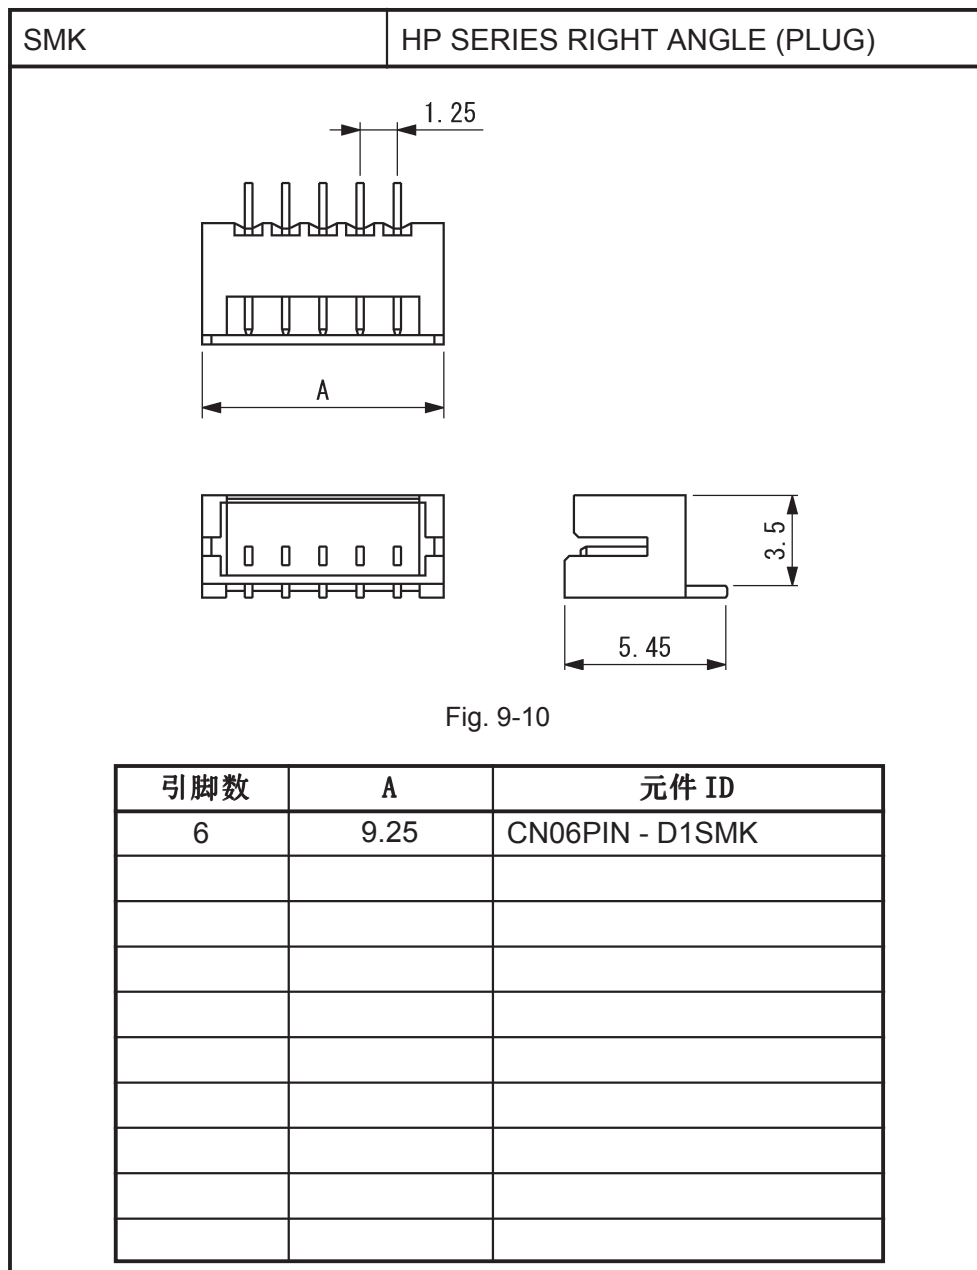 SMK
HP SERIES RIGHT ANGLE (PLUG)
1.25
A
3.5
5.45
Fig. 9-10
引脚数 A 元件 ID
6 9.25 CN06PIN - D1SMK